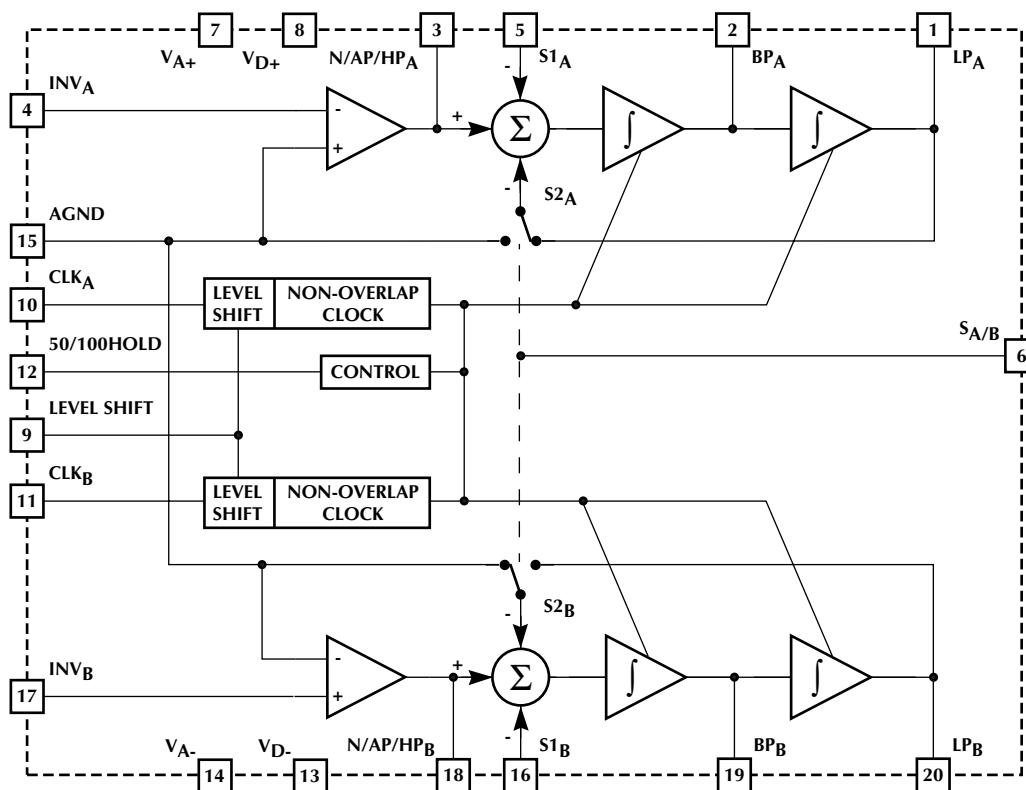 7 8 3 5 2 1
VA+ VD+ N/AP/HPA S1A BPA LPA
INVA
4
- + + - Σ ∫ ∫
- S2A
AGND
15
CLKA
10
LEVEL SHIFT
NON-OVERLAP CLOCK
50/100HOLD
12
CONTROL
SA/B
6
LEVEL SHIFT
9
CLKB
11
LEVEL SHIFT
NON-OVERLAP CLOCK
- S2B
INVB
17
- + + - Σ ∫ ∫
VA- VD- N/AP/HPB S1B BPB LPB
14 13 18 16 19 20